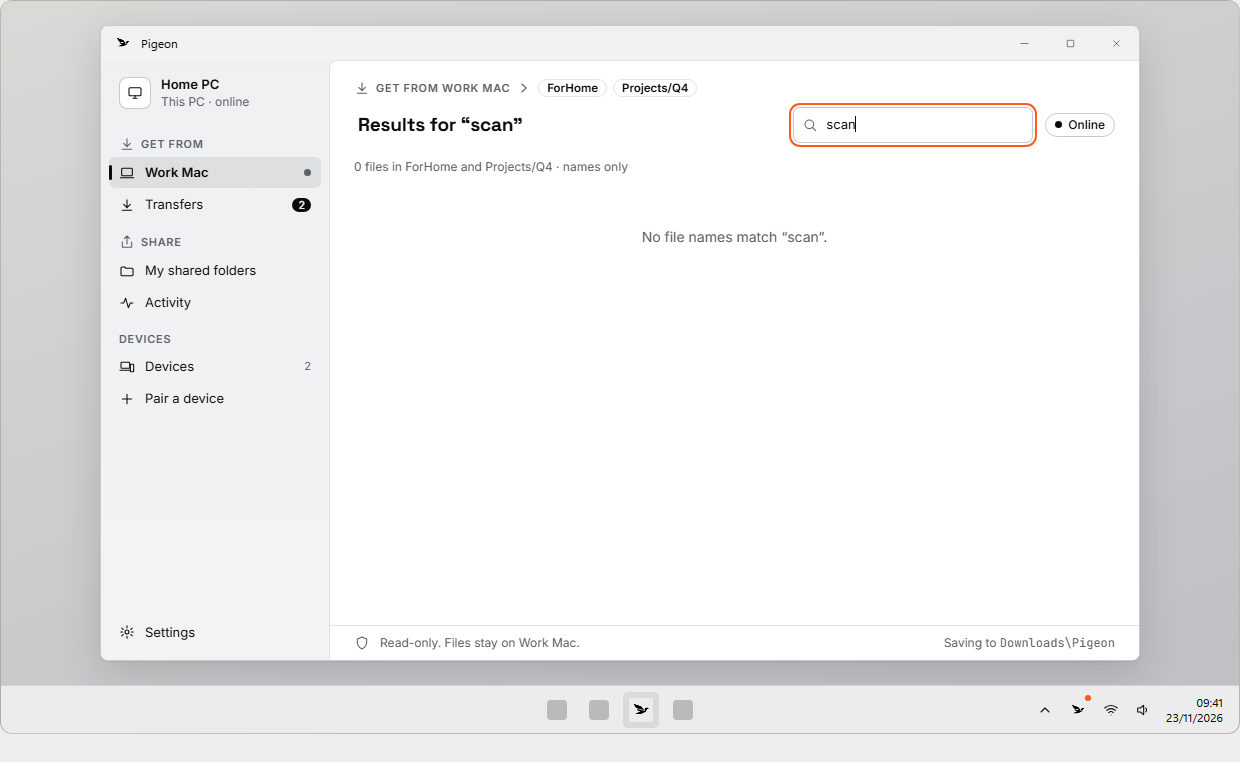 Pigeon
Home PC
This PC · online
GET FROM
Work Mac
Transfers 2
SHARE
My shared folders
Activity
DEVICES
Devices 2
Pair a device
Settings
GET FROM WORK MAC > ForHome Projects/Q4
Results for “scan”
scan
Online
0 files in ForHome and Projects/Q4 · names only
No file names match “scan”.
Read-only. Files stay on Work Mac.
Saving to Downloads\Pigeon
09:41
23/11/2026